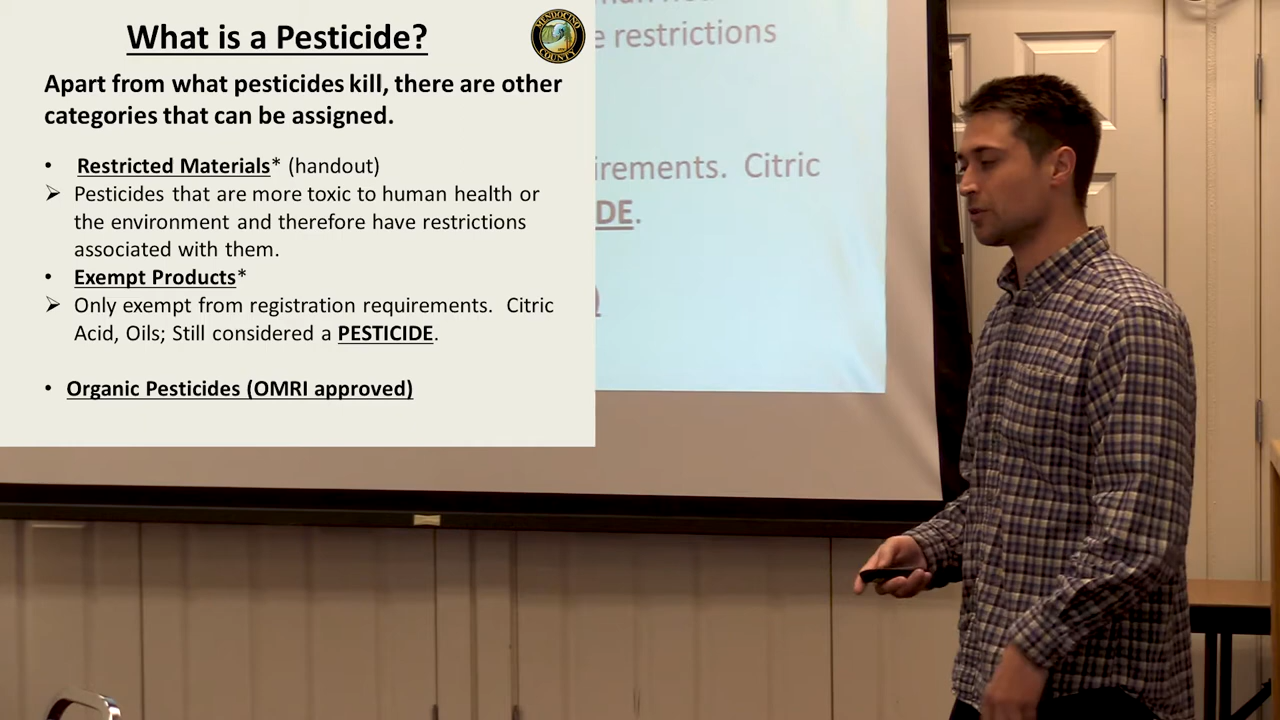 What is a Pesticide?
MENDOCINO
COUNTY
Apart from what pesticides kill, there are other
categories that can be assigned.
• Restricted Materials* (handout)
➢ Pesticides that are more toxic to human health or
the environment and therefore have restrictions
associated with them.
• Exempt Products*
➢ Only exempt from registration requirements. Citric
Acid, Oils; Still considered a PESTICIDE.
• Organic Pesticides (OMRI approved)
e restrictions
irements. Citric
DE.